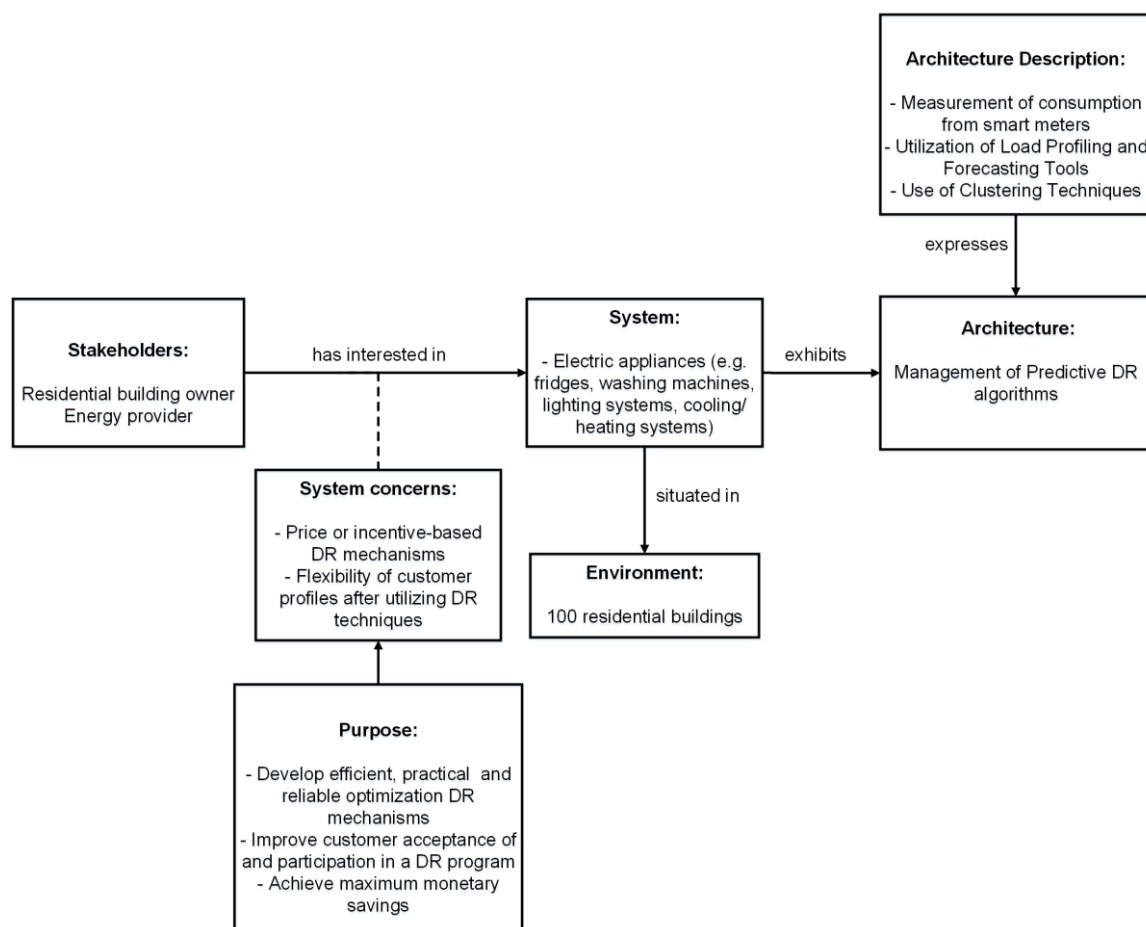 Architecture Description:
- Measurement of consumption
from smart meters
- Utilization of Load Profiling and
Forecasting Tools
- Use of Clustering Techniques
expresses
Stakeholders:
Residential building owner
Energy provider
has interested in
System:
- Electric appliances (e.g.
fridges, washing machines,
lighting systems, cooling/
heating systems)
exhibits
Architecture:
Management of Predictive DR
algorithms
situated in
System concerns:
- Price or incentive-based
DR mechanisms
- Flexibility of customer
profiles after utilizing DR
techniques
Environment:
100 residential buildings
Purpose:
- Develop efficient, practical and
reliable optimization DR
mechanisms
- Improve customer acceptance of
and participation in a DR program
- Achieve maximum monetary
savings